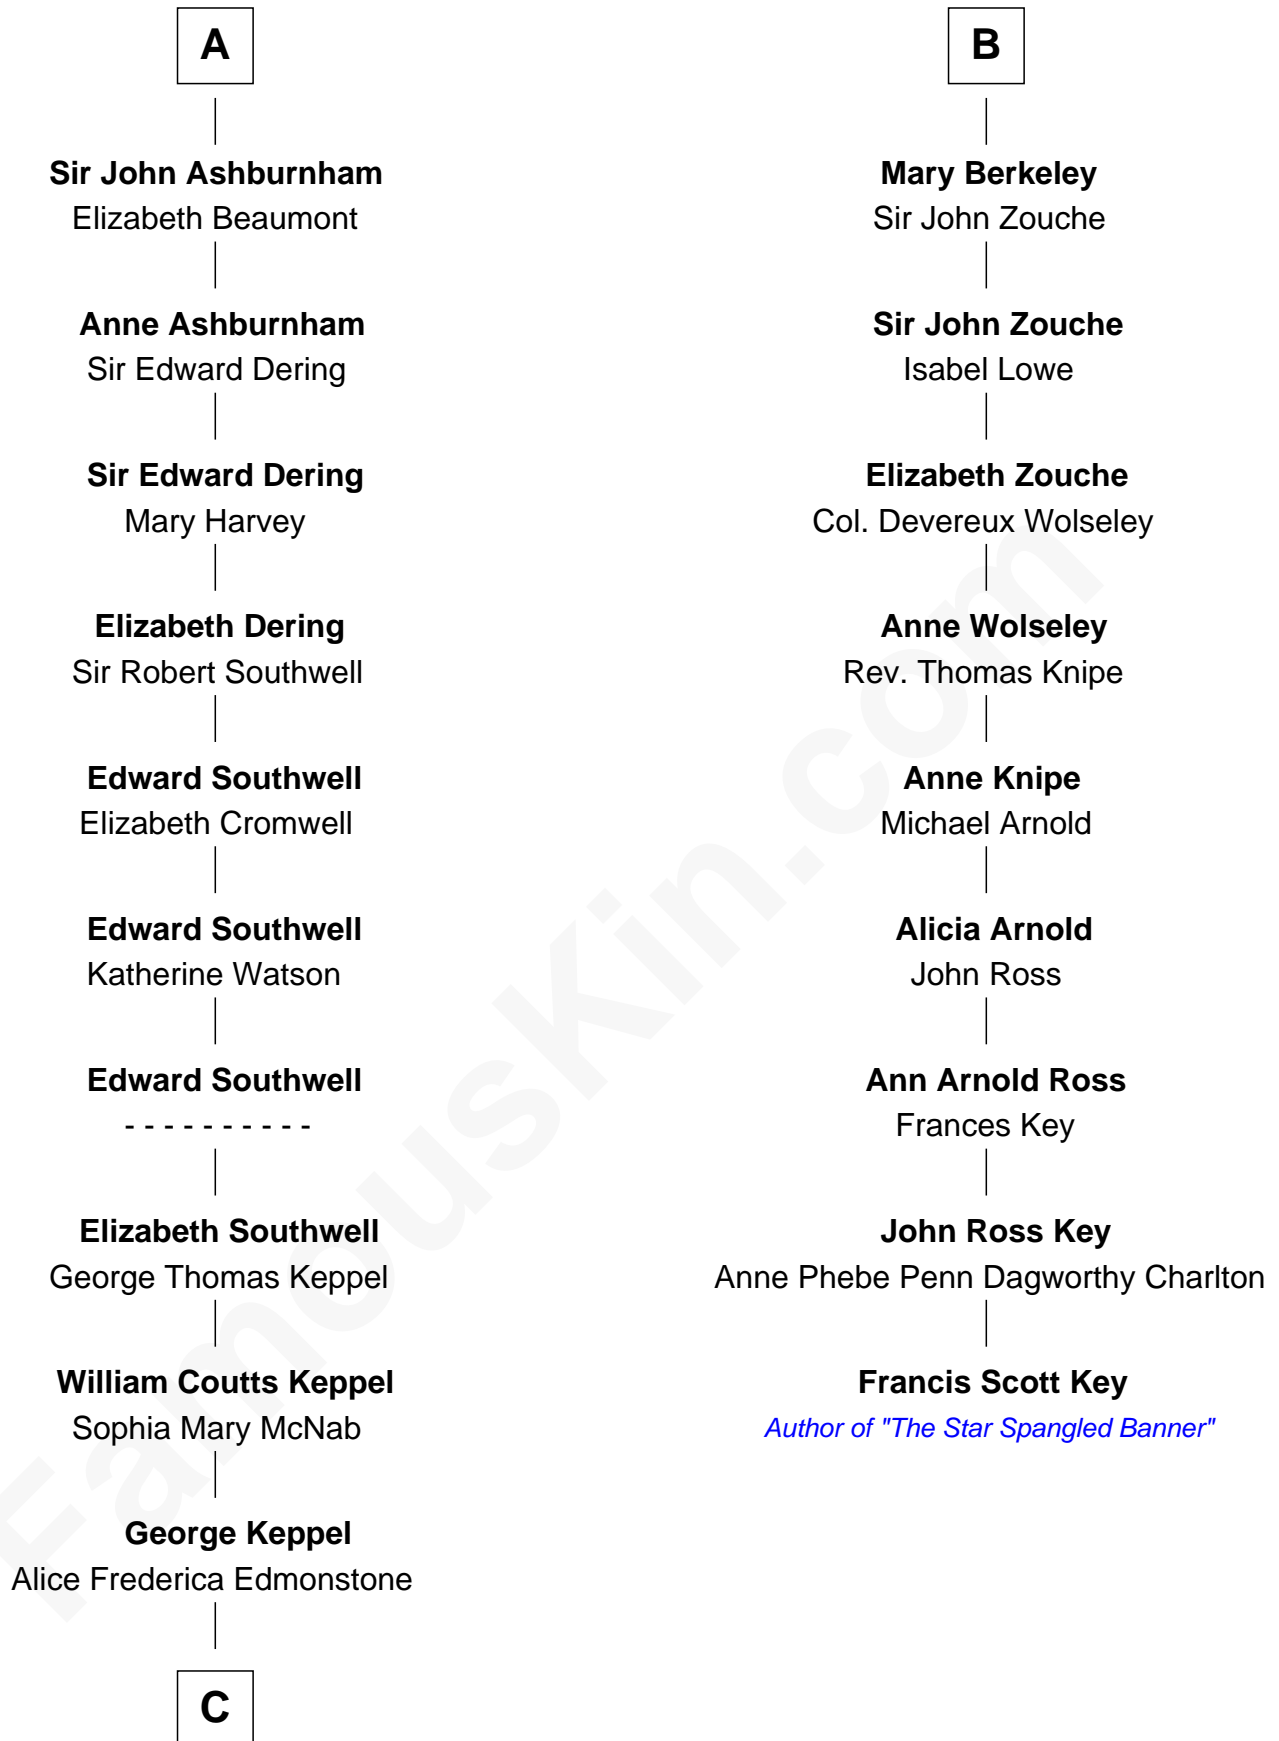 A
Sir John Ashburnham
Elizabeth Beaumont
Anne Ashburnham
Sir Edward Dering
Sir Edward Dering
Mary Harvey
Elizabeth Dering
Sir Robert Southwell
Edward Southwell
Elizabeth Cromwell
Edward Southwell
Katherine Watson
Edward Southwell
- - - - - - - - - -
Elizabeth Southwell
George Thomas Keppel
William Coutts Keppel
Sophia Mary McNab
George Keppel
Alice Frederica Edmonstone
C
B
Mary Berkeley
Sir John Zouche
Sir John Zouche
Isabel Lowe
Elizabeth Zouche
Col. Devereux Wolseley
Anne Wolseley
Rev. Thomas Knipe
Anne Knipe
Michael Arnold
Alicia Arnold
John Ross
Ann Arnold Ross
Frances Key
John Ross Key
Anne Phebe Penn Dagworthy Charlton
Francis Scott Key
Author of "The Star Spangled Banner"
FamousKin.com